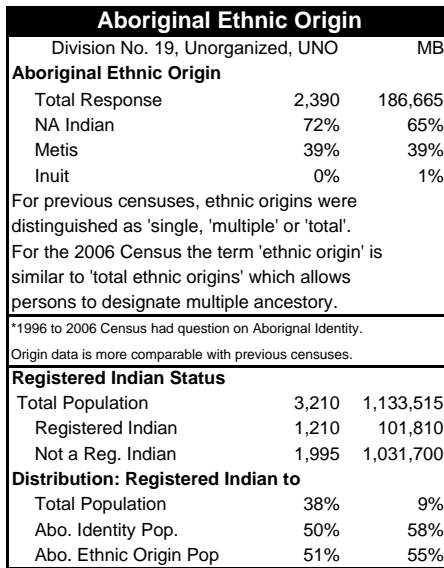 Aboriginal Ethnic Origin
Division No. 19, Unorganized, UNO MB
Aboriginal Ethnic Origin
Total Response 2,390 186,665
NA Indian 72% 65%
Metis 39% 39%
Inuit 0% 1%
For previous censuses, ethnic origins were
distinguished as 'single, 'multiple' or 'total'.
For the 2006 Census the term 'ethnic origin' is
similar to 'total ethnic origins' which allows
persons to designate multiple ancestory.
*1996 to 2006 Census had question on Aborignal Identity.
Origin data is more comparable with previous censuses.
Registered Indian Status
Total Population 3,210 1,133,515
Registered Indian 1,210 101,810
Not a Reg. Indian 1,995 1,031,700
Distribution: Registered Indian to
Total Population 38% 9%
Abo. Identity Pop. 50% 58%
Abo. Ethnic Origin Pop 51% 55%